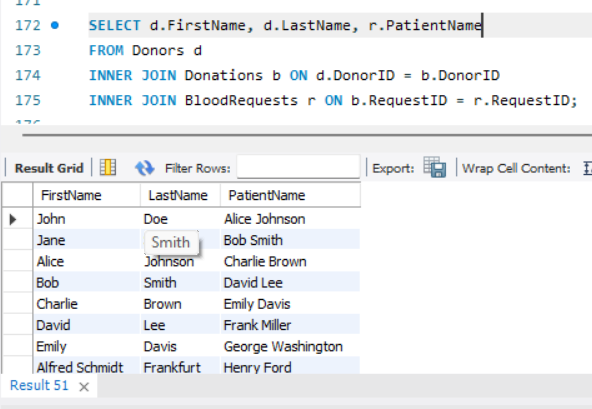 171
172 SELECT d.FirstName, d.LastName, r.PatientName
173 FROM Donors d
174 INNER JOIN Donations b ON d.DonorID = b.DonorID
175 INNER JOIN BloodRequests r ON b.RequestID = r.RequestID;
176
Result Grid Filter Rows: Export: Wrap Cell Content:
FirstName LastName PatientName
John Doe Alice Johnson
Jane Smith Bob Smith
Alice Johnson Charlie Brown
Bob Smith David Lee
Charlie Brown Emily Davis
David Lee Frank Miller
Emily Davis George Washington
Alfred Schmidt Frankfurt Henry Ford
Result 51 ×